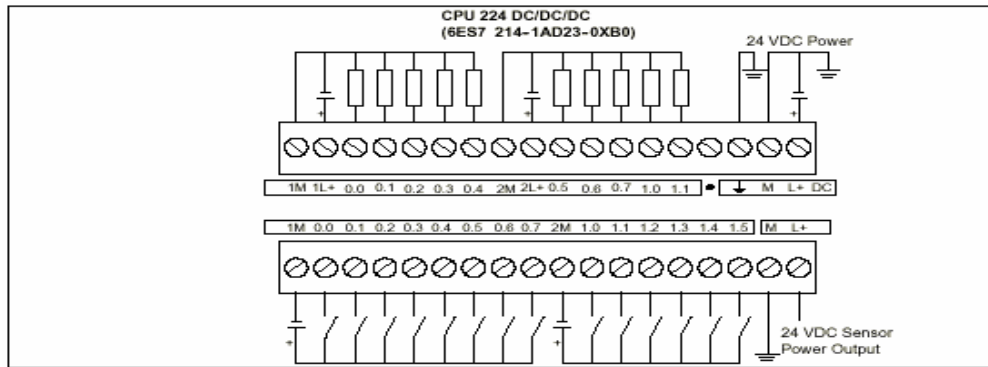 CPU 224 DC/DC/DC
(6ES7 214-1AD23-0XB0)
24 VDC Power
+ + +
1M 1L+ 0.0 0.1 0.2 0.3 0.4 2M 2L+ 0.5 0.6 0.7 1.0 1.1 M L+ DC
1M 0.0 0.1 0.2 0.3 0.4 0.5 0.6 0.7 2M 1.0 1.1 1.2 1.3 1.4 1.5 M L+
+ +
24 VDC Sensor
Power Output